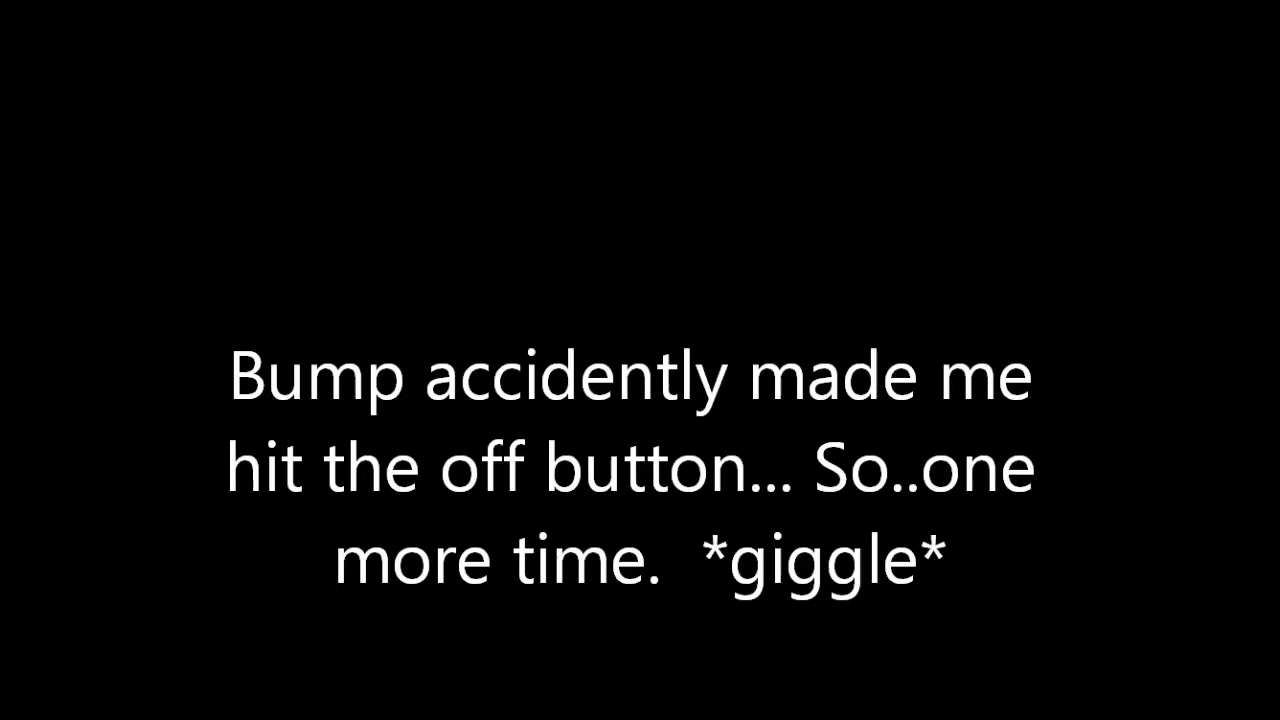 Bump accidently made me
hit the off button... So..one
more time.  *giggle*